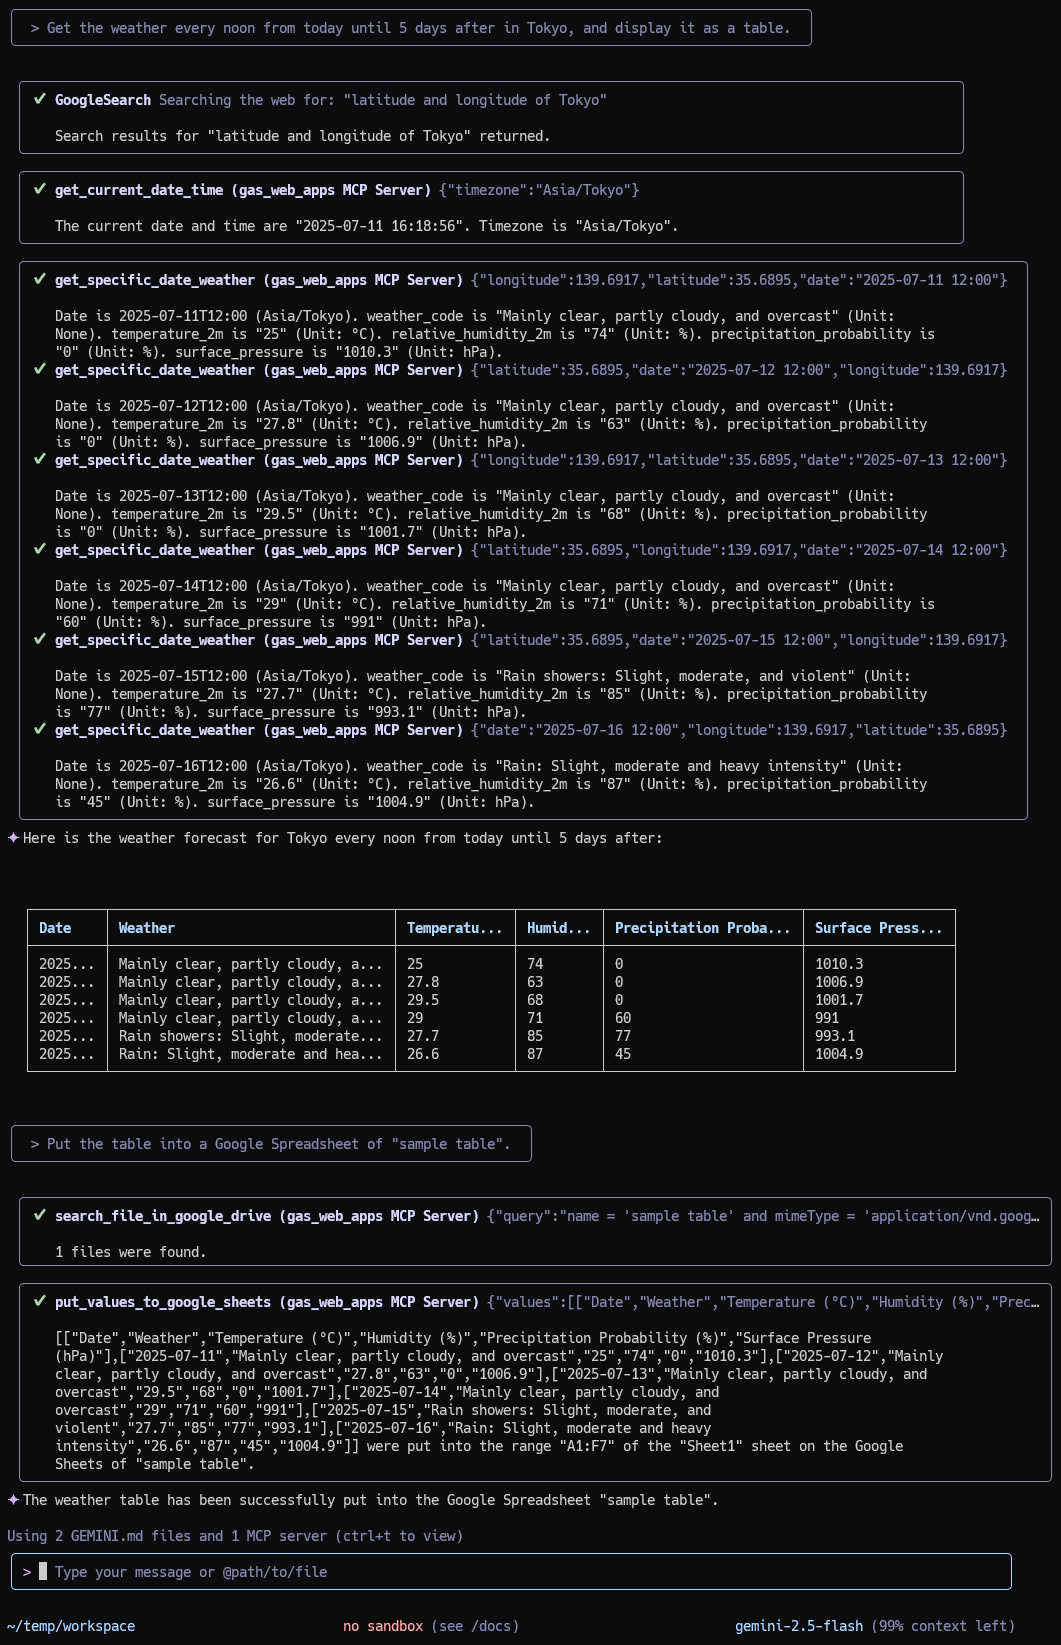 > Get the weather every noon from today until 5 days after in Tokyo, and display it as a table.
✓ GoogleSearch Searching the web for: "latitude and longitude of Tokyo"
Search results for "latitude and longitude of Tokyo" returned.
✓ get_current_date_time (gas_web_apps MCP Server) {"timezone":"Asia/Tokyo"}
The current date and time are "2025-07-11 16:18:56". Timezone is "Asia/Tokyo".
✓ get_specific_date_weather (gas_web_apps MCP Server) {"longitude":139.6917,"latitude":35.6895,"date":"2025-07-11 12:00"}
Date is 2025-07-11T12:00 (Asia/Tokyo). weather_code is "Mainly clear, partly cloudy, and overcast" (Unit:
None). temperature_2m is "25" (Unit: °C). relative_humidity_2m is "74" (Unit: %). precipitation_probability is
"0" (Unit: %). surface_pressure is "1010.3" (Unit: hPa).
✓ get_specific_date_weather (gas_web_apps MCP Server) {"latitude":35.6895,"date":"2025-07-12 12:00","longitude":139.6917}
Date is 2025-07-12T12:00 (Asia/Tokyo). weather_code is "Mainly clear, partly cloudy, and overcast" (Unit:
None). temperature_2m is "27.8" (Unit: °C). relative_humidity_2m is "63" (Unit: %). precipitation_probability
is "0" (Unit: %). surface_pressure is "1006.9" (Unit: hPa).
✓ get_specific_date_weather (gas_web_apps MCP Server) {"longitude":139.6917,"latitude":35.6895,"date":"2025-07-13 12:00"}
Date is 2025-07-13T12:00 (Asia/Tokyo). weather_code is "Mainly clear, partly cloudy, and overcast" (Unit:
None). temperature_2m is "29.5" (Unit: °C). relative_humidity_2m is "68" (Unit: %). precipitation_probability
is "0" (Unit: %). surface_pressure is "1001.7" (Unit: hPa).
✓ get_specific_date_weather (gas_web_apps MCP Server) {"latitude":35.6895,"longitude":139.6917,"date":"2025-07-14 12:00"}
Date is 2025-07-14T12:00 (Asia/Tokyo). weather_code is "Mainly clear, partly cloudy, and overcast" (Unit:
None). temperature_2m is "29" (Unit: °C). relative_humidity_2m is "71" (Unit: %). precipitation_probability is
"60" (Unit: %). surface_pressure is "991" (Unit: hPa).
✓ get_specific_date_weather (gas_web_apps MCP Server) {"latitude":35.6895,"date":"2025-07-15 12:00","longitude":139.6917}
Date is 2025-07-15T12:00 (Asia/Tokyo). weather_code is "Rain showers: Slight, moderate, and violent" (Unit:
None). temperature_2m is "27.7" (Unit: °C). relative_humidity_2m is "85" (Unit: %). precipitation_probability
is "77" (Unit: %). surface_pressure is "993.1" (Unit: hPa).
✓ get_specific_date_weather (gas_web_apps MCP Server) {"date":"2025-07-16 12:00","longitude":139.6917,"latitude":35.6895}
Date is 2025-07-16T12:00 (Asia/Tokyo). weather_code is "Rain: Slight, moderate and heavy intensity" (Unit:
None). temperature_2m is "26.6" (Unit: °C). relative_humidity_2m is "87" (Unit: %). precipitation_probability
is "45" (Unit: %). surface_pressure is "1004.9" (Unit: hPa).
✦ Here is the weather forecast for Tokyo every noon from today until 5 days after:
Date Weather Temperatu... Humid... Precipitation Proba... Surface Press...
2025... Mainly clear, partly cloudy, a... 25 74 0 1010.3
2025... Mainly clear, partly cloudy, a... 27.8 63 0 1006.9
2025... Mainly clear, partly cloudy, a... 29.5 68 0 1001.7
2025... Mainly clear, partly cloudy, a... 29 71 60 991
2025... Rain showers: Slight, moderate... 27.7 85 77 993.1
2025... Rain: Slight, moderate and hea... 26.6 87 45 1004.9
> Put the table into a Google Spreadsheet of "sample table".
✓ search_file_in_google_drive (gas_web_apps MCP Server) {"query":"name = 'sample table' and mimeType = 'application/vnd.goog…
1 files were found.
✓ put_values_to_google_sheets (gas_web_apps MCP Server) {"values":[["Date","Weather","Temperature (°C)","Humidity (%)","Prec…
[["Date","Weather","Temperature (°C)","Humidity (%)","Precipitation Probability (%)","Surface Pressure
(hPa)"],["2025-07-11","Mainly clear, partly cloudy, and overcast","25","74","0","1010.3"],["2025-07-12","Mainly
clear, partly cloudy, and overcast","27.8","63","0","1006.9"],["2025-07-13","Mainly clear, partly cloudy, and
overcast","29.5","68","0","1001.7"],["2025-07-14","Mainly clear, partly cloudy, and
overcast","29","71","60","991"],["2025-07-15","Rain showers: Slight, moderate, and
violent","27.7","85","77","993.1"],["2025-07-16","Rain: Slight, moderate and heavy
intensity","26.6","87","45","1004.9"]] were put into the range "A1:F7" of the "Sheet1" sheet on the Google
Sheets of "sample table".
✦ The weather table has been successfully put into the Google Spreadsheet "sample table".
Using 2 GEMINI.md files and 1 MCP server (ctrl+t to view)
> Type your message or @path/to/file
~/temp/workspace no sandbox (see /docs) gemini-2.5-flash (99% context left)